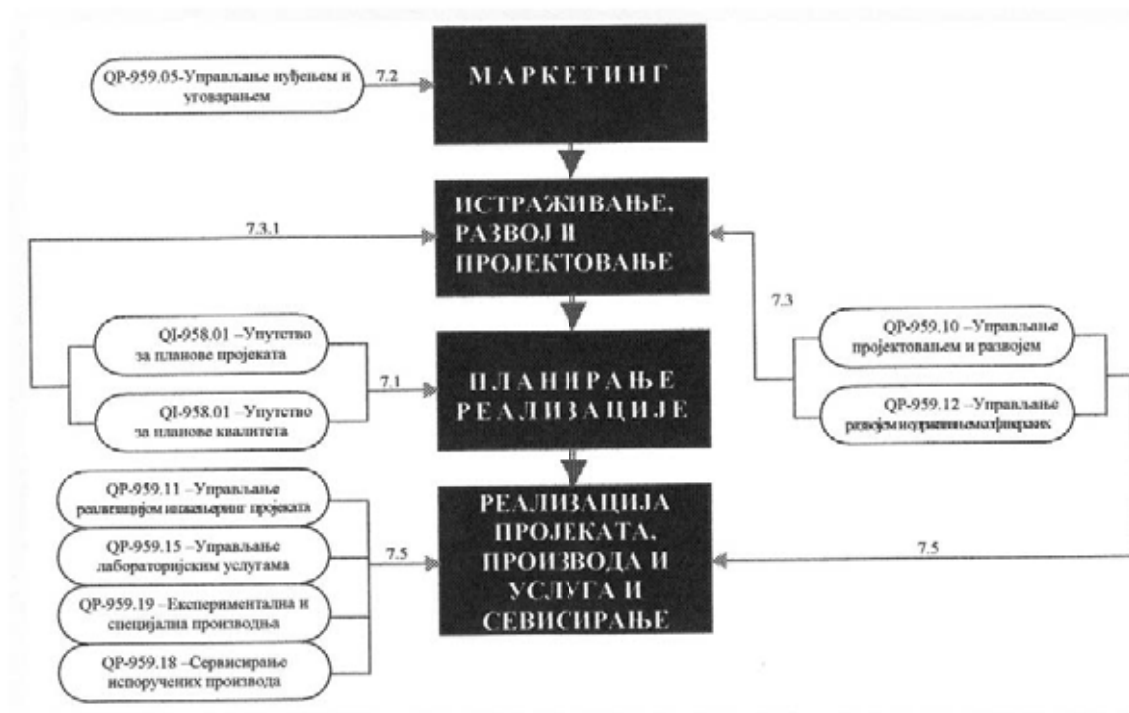 QP-959.05-Управљање нуђењем и
уговарањем
7.2
МАРКЕТИНГ
ИСТРАЖИВАЊЕ,
РАЗВОЈ И
ПРОЈЕКТОВАЊЕ
7.3.1
7.3
QI-958.01 –Упутство
за планове пројеката
QI-958.01 –Упутство
за планове квалитета
7.1
ПЛАНИРАЊЕ
РЕАЛИЗАЦИЈЕ
QP-959.10 –Управљање
пројектовањем и развојем
QP-959.12 –Управљање
развојем и одржавањем
QP-959.11 –Управљање
реализацијом инжењеринг пројеката
QP-959.15 –Управљање
лабораторијским услугама
QP-959.19 –Експериментална и
специјална производња
QP-959.18 –Сервисирање
испоручених производа
7.5
РЕАЛИЗАЦИЈА
ПРОЈЕКАТА,
ПРОИЗВОДА И
УСЛУГА И
СЕВИСИРАЊЕ
7.5